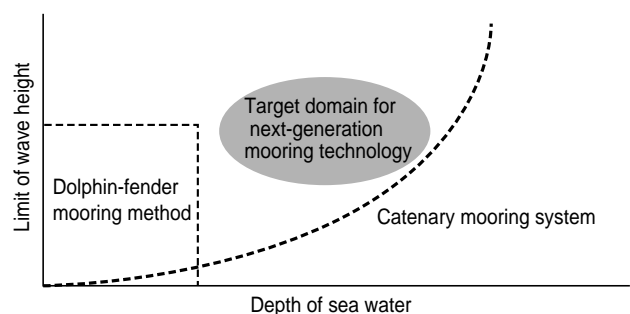 Limit of wave height
Target domain for
next-generation
mooring technology
Dolphin-fender
mooring method
Catenary mooring system
Depth of sea water